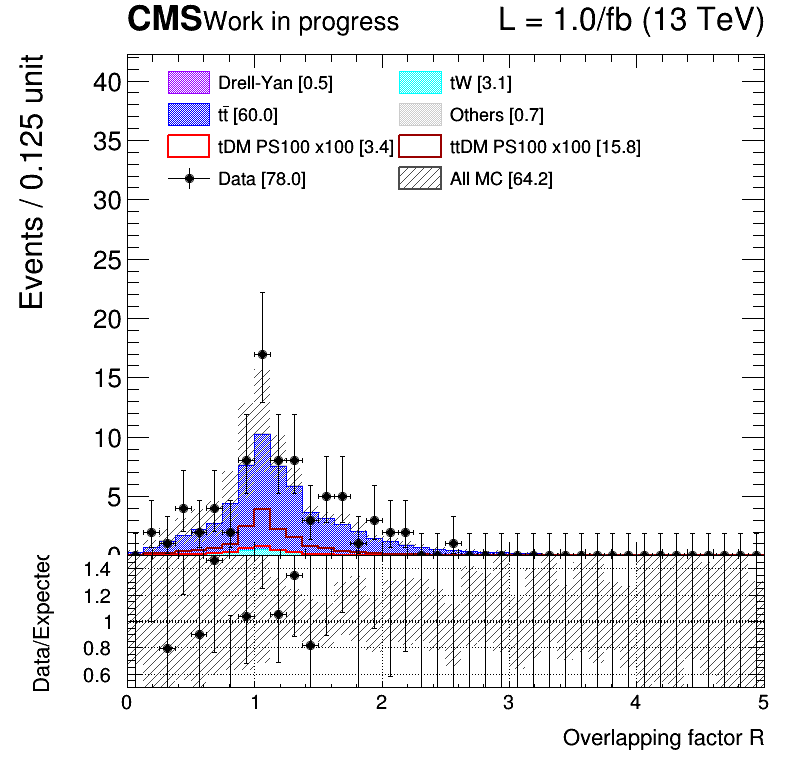 CMS Work in progress L = 1.0/fb (13 TeV)
Events / 0.125 unit
40
35
30
25
20
15
10
5
0
Drell-Yan [0.5] tW [3.1]
tt̄ [60.0] Others [0.7]
tDM PS100 x100 [3.4] ttDM PS100 x100 [15.8]
Data [78.0] All MC [64.2]
Data/Expected
1.4
1.2
1
0.8
0.6
0 1 2 3 4 5
Overlapping factor R